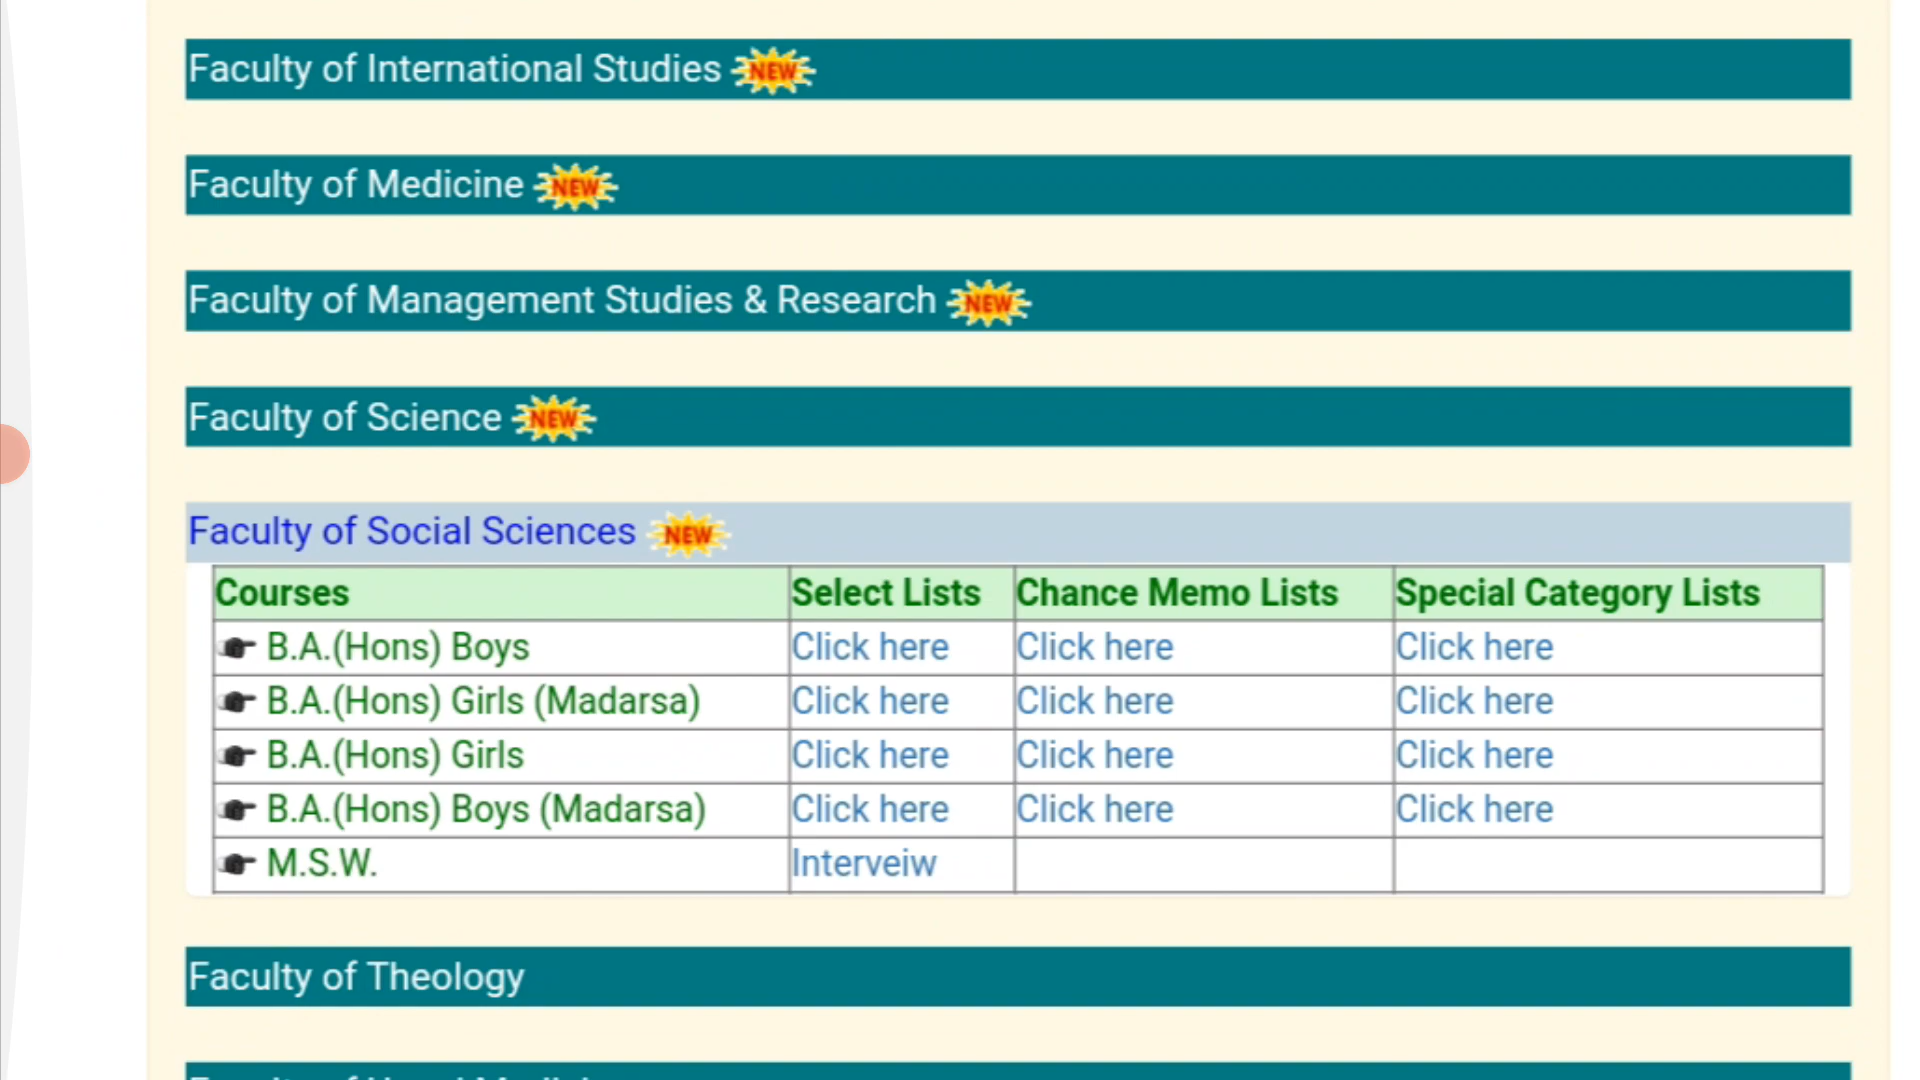 Faculty of International Studies NEW
Faculty of Medicine NEW
Faculty of Management Studies & Research NEW
Faculty of Science NEW
Faculty of Social Sciences NEW
Courses Select Lists Chance Memo Lists Special Category Lists
B.A.(Hons) Boys Click here Click here Click here
B.A.(Hons) Girls (Madarsa) Click here Click here Click here
B.A.(Hons) Girls Click here Click here Click here
B.A.(Hons) Boys (Madarsa) Click here Click here Click here
M.S.W. Interveiw
Faculty of Theology